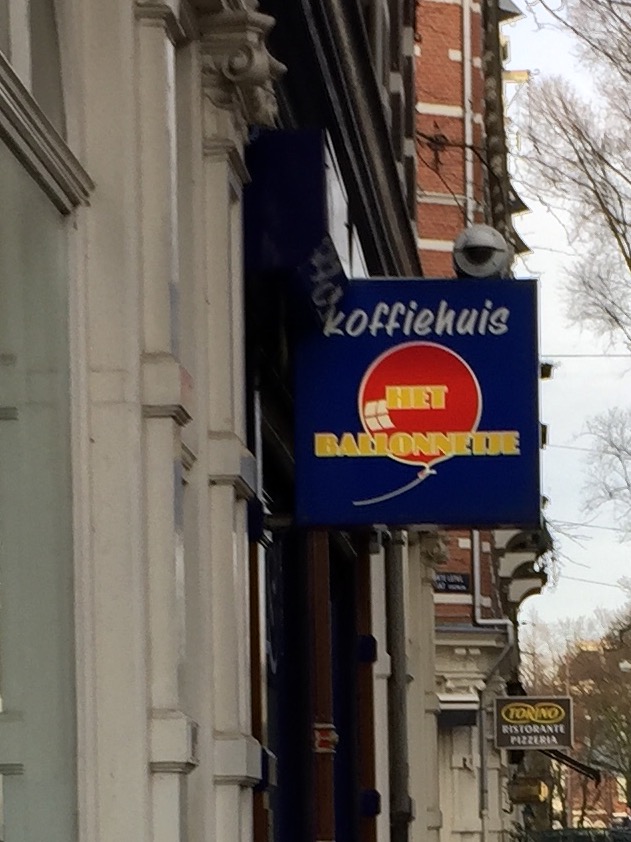 koffiehuis
HET
BALLONNETJE
TORINO
RISTORANTE
PIZZERIA